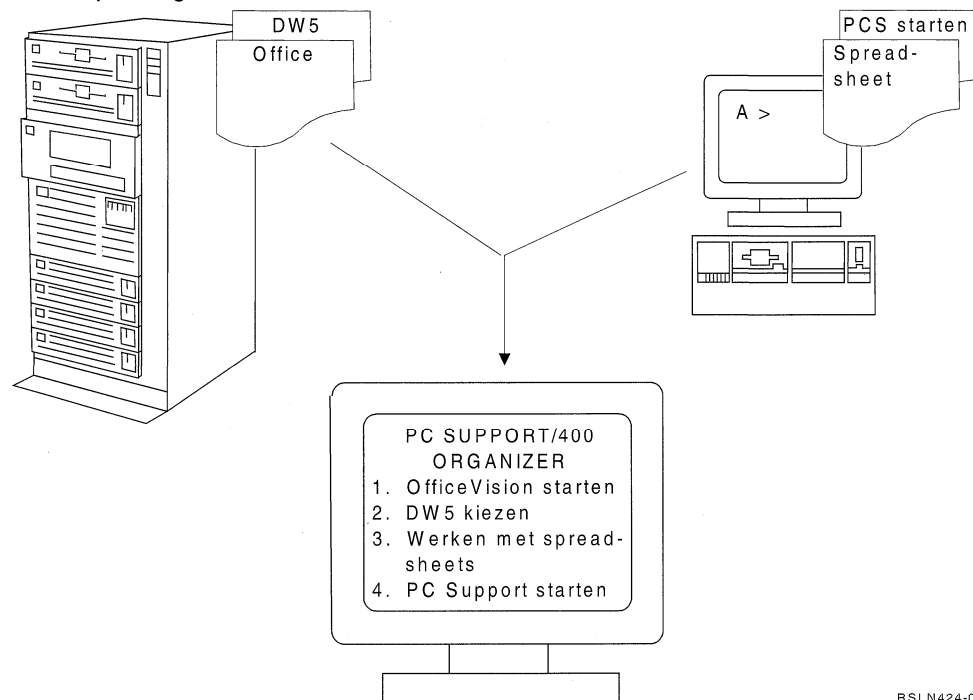 DW5
Office
PCS starten
Spread-
sheet
A >
PC SUPPORT/400
ORGANIZER
1. OfficeVision starten
2. DW5 kiezen
3. Werken met spread-
sheets
4. PC Support starten